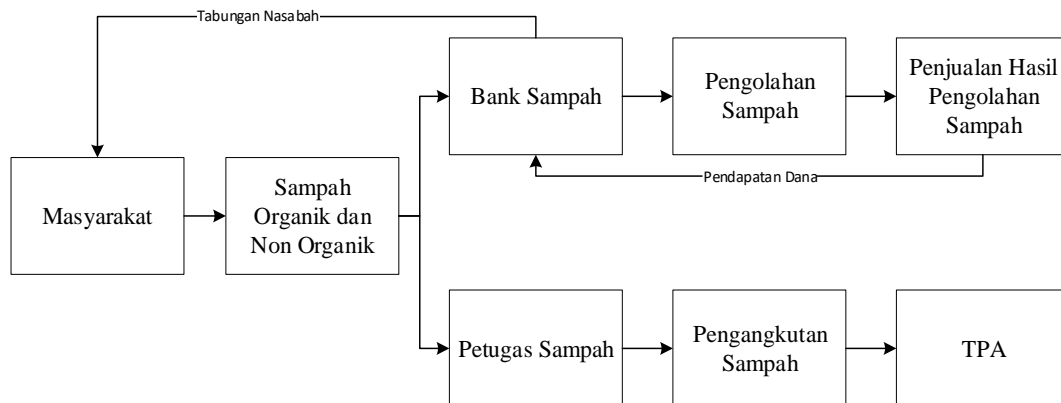 Tabungan Nasabah
Bank Sampah
Pengolahan
Sampah
Penjualan Hasil
Pengolahan
Sampah
Pendapatan Dana
Masyarakat
Sampah
Organik dan
Non Organik
Petugas Sampah
Pengangkutan
Sampah
TPA